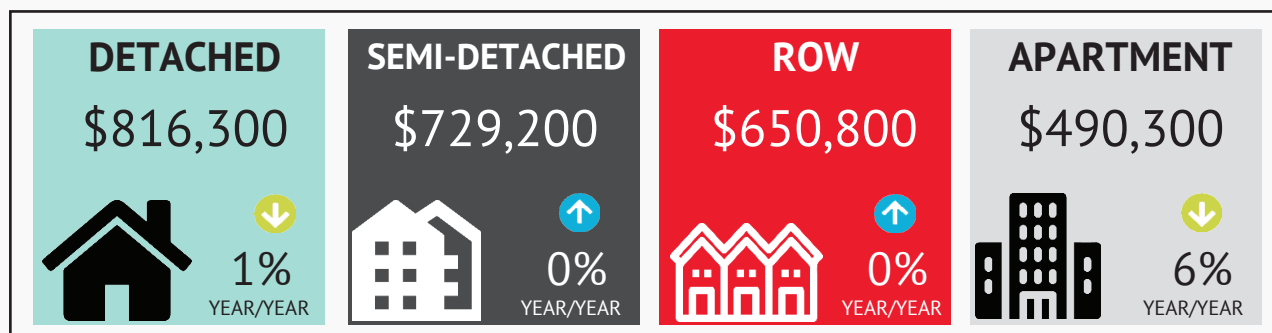 DETACHED
$816,300
1%
YEAR/YEAR
SEMI-DETACHED
$729,200
0%
YEAR/YEAR
ROW
$650,800
0%
YEAR/YEAR
APARTMENT
$490,300
6%
YEAR/YEAR